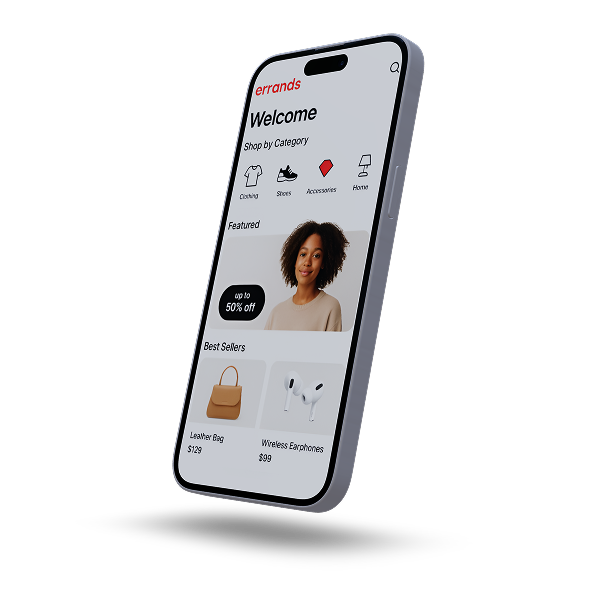 errands
Welcome
Shop by Category
Clothing
Shoes
Accessories
Home
Featured
up to
50% off
Best Sellers
Leather Bag
$129
Wireless Earphones
$99